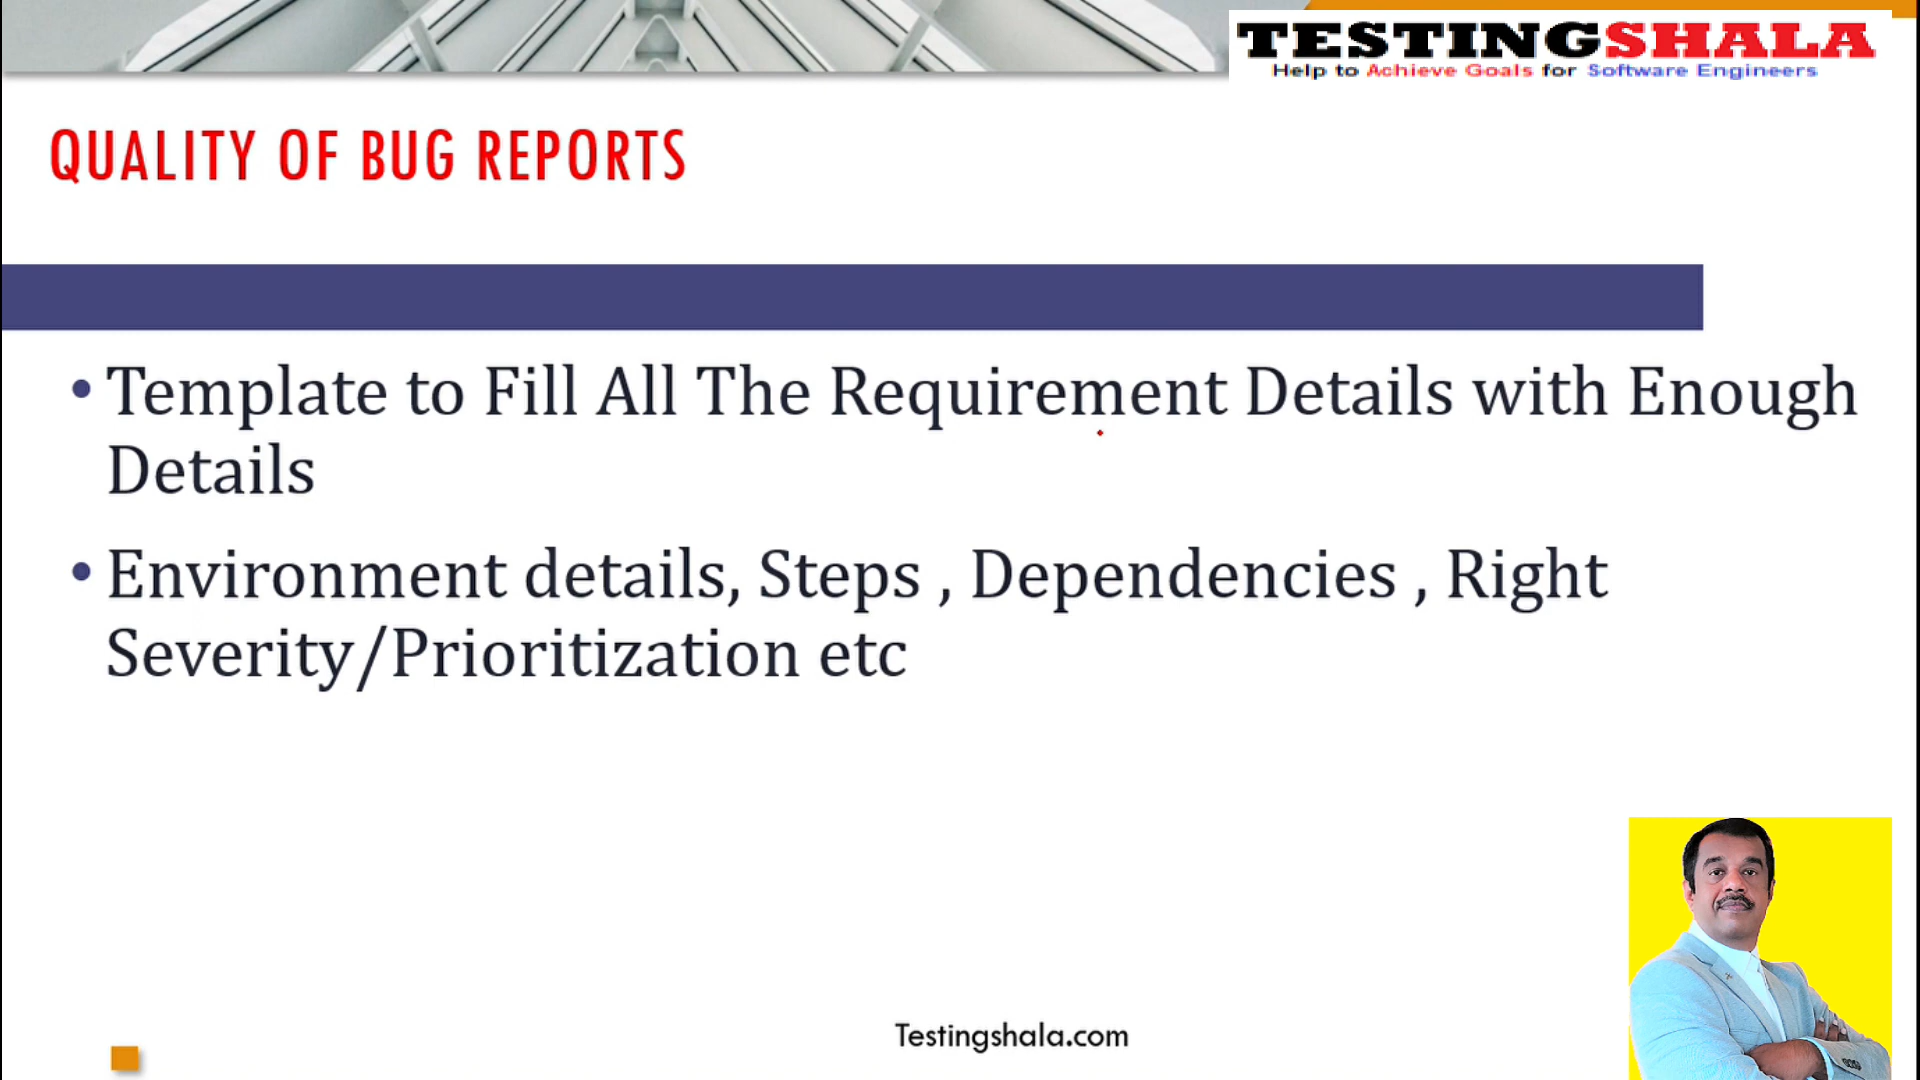 TESTINGSHALA
Help to Achieve Goals for Software Engineers
QUALITY OF BUG REPORTS
• Template to Fill All The Requirement Details with Enough
Details
• Environment details, Steps , Dependencies , Right
Severity/Prioritization etc
Testingshala.com